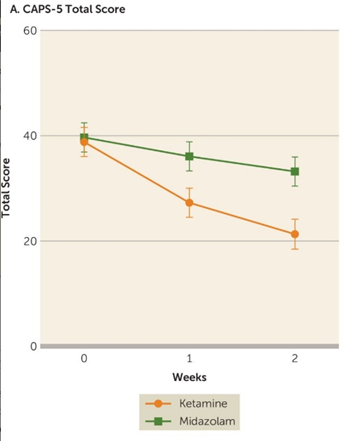 A. CAPS-5 Total Score
60
40
20
0
Total Score
0 1 2
Weeks
Ketamine
Midazolam